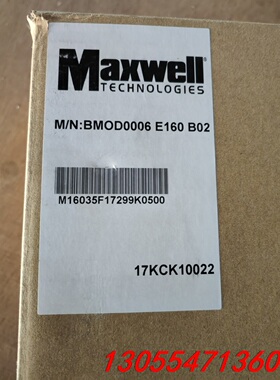 Maxwell
TECHNOLOGIES
M/N:BMOD0006 E160 B02
M16035F17299K0500
17KCK10022
13055471360